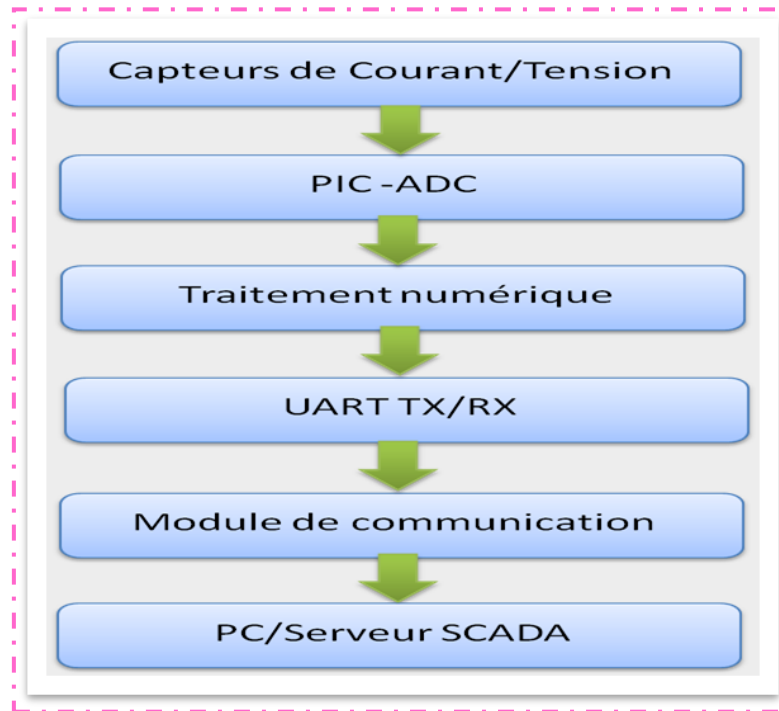 Capteurs de Courant/Tension
PIC -ADC
Traitement numérique
UART TX/RX
Module de communication
PC/Serveur SCADA